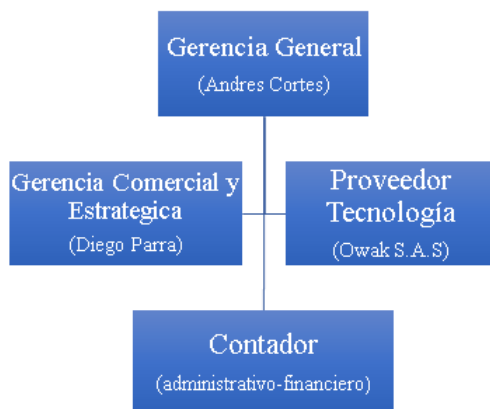 Gerencia General
(Andres Cortes)
Gerencia Comercial y
Estrategica
(Diego Parra)
Proveedor
Tecnología
(Owak S.A.S)
Contador
(administrativo-financiero)